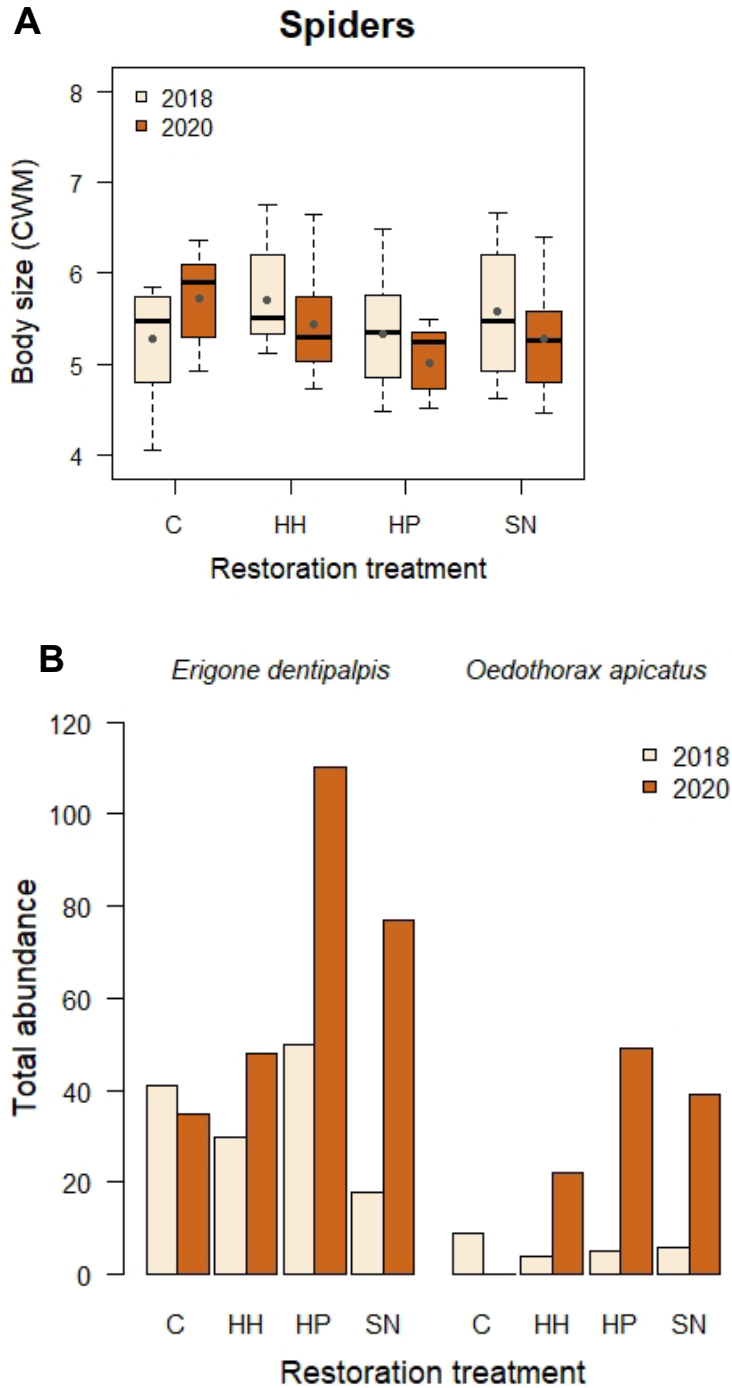 A
Spiders
2018
2020
8
7
6
5
4
Body size (CWM)
C HH HP SN
Restoration treatment
B
Erigone dentipalpis Oedothorax apicatus
2018
2020
120
100
80
60
40
20
0
Total abundance
C HH HP SN C HH HP SN
Restoration treatment